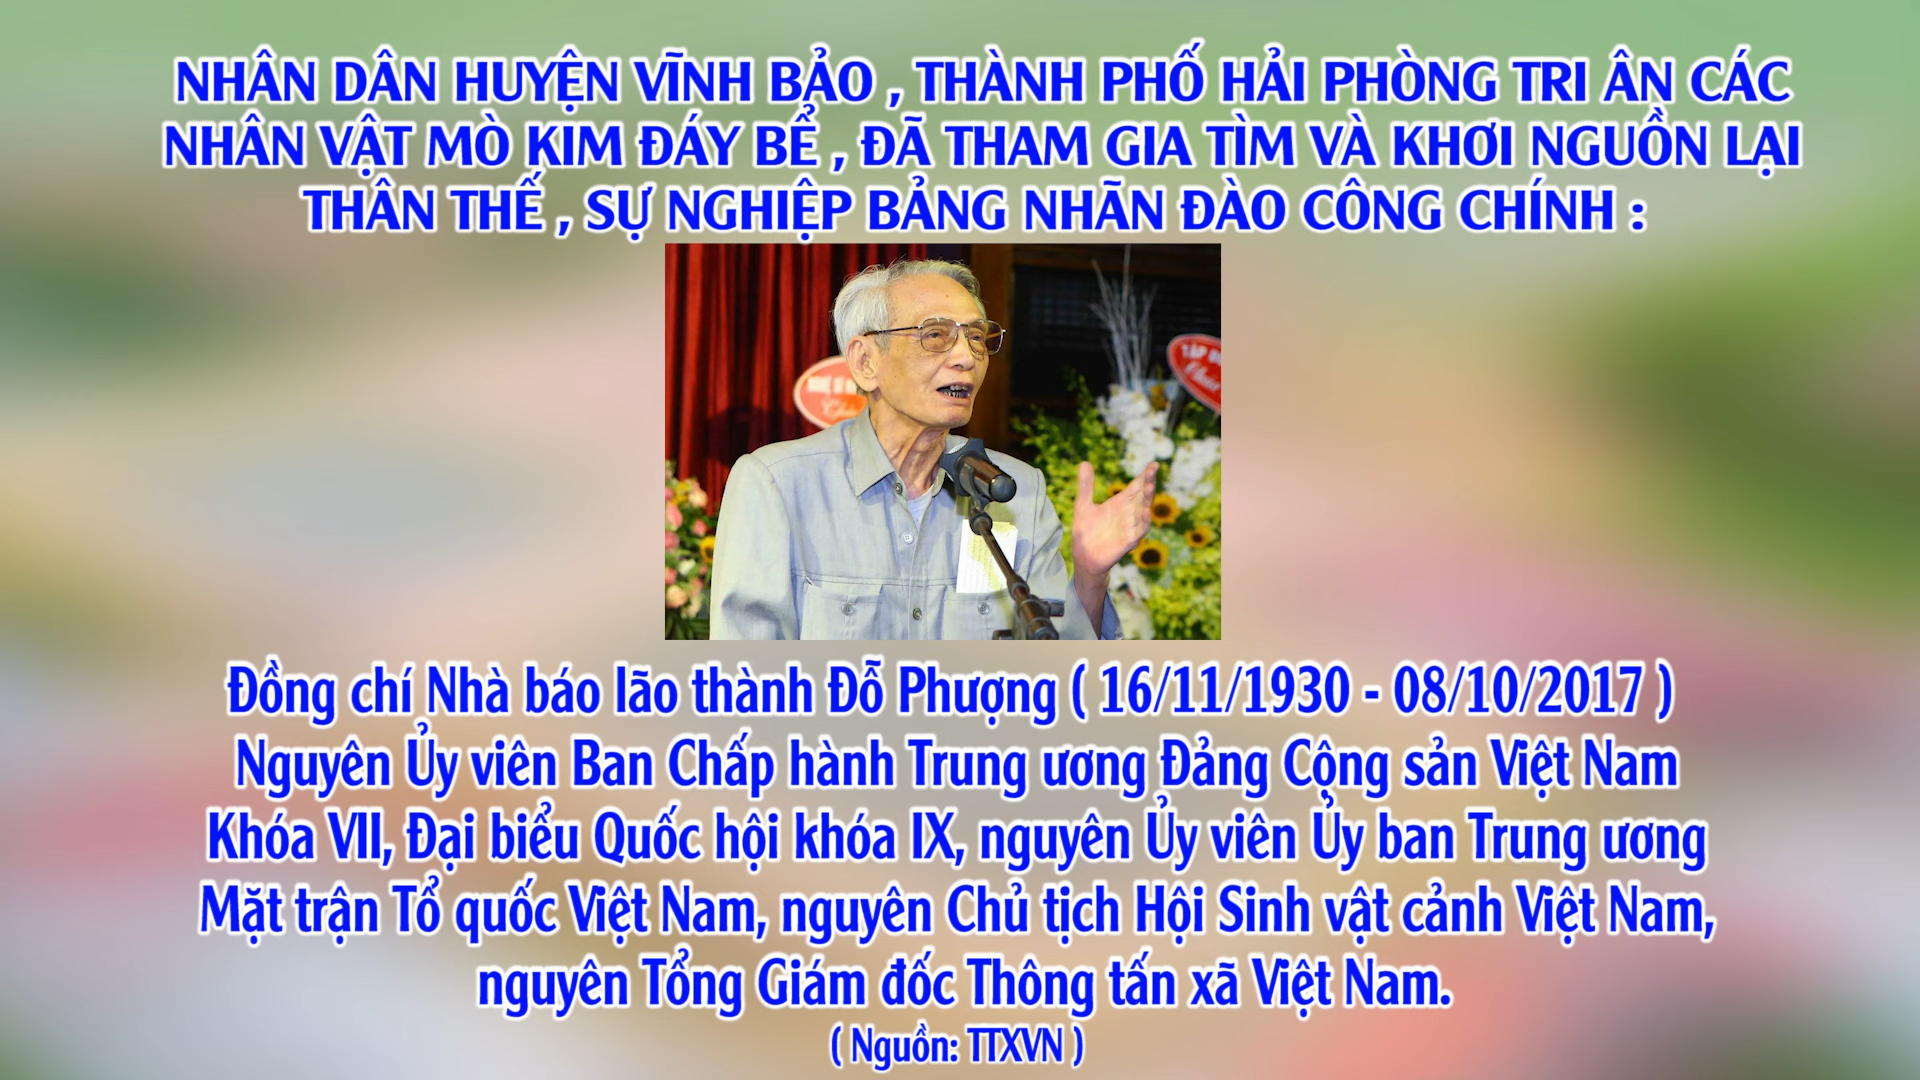 NHÂN DÂN HUYỆN VĨNH BẢO , THÀNH PHỐ HẢI PHÒNG TRI ÂN CÁC
NHÂN VẬT MÒ KIM ĐÁY BỂ , ĐÃ THAM GIA TÌM VÀ KHƠI NGUỒN LẠI
THÂN THẾ , SỰ NGHIỆP BẢNG NHÃN ĐÀO CÔNG CHÍNH :
TẬP
Đồng chí Nhà báo lão thành Đỗ Phượng ( 16/11/1930 - 08/10/2017 )
Nguyên Ủy viên Ban Chấp hành Trung ương Đảng Cộng sản Việt Nam
Khóa VII, Đại biểu Quốc hội khóa IX, nguyên Ủy viên Ủy ban Trung ương
Mặt trận Tổ quốc Việt Nam, nguyên Chủ tịch Hội Sinh vật cảnh Việt Nam,
nguyên Tổng Giám đốc Thông tấn xã Việt Nam.
( Nguồn: TTXVN )